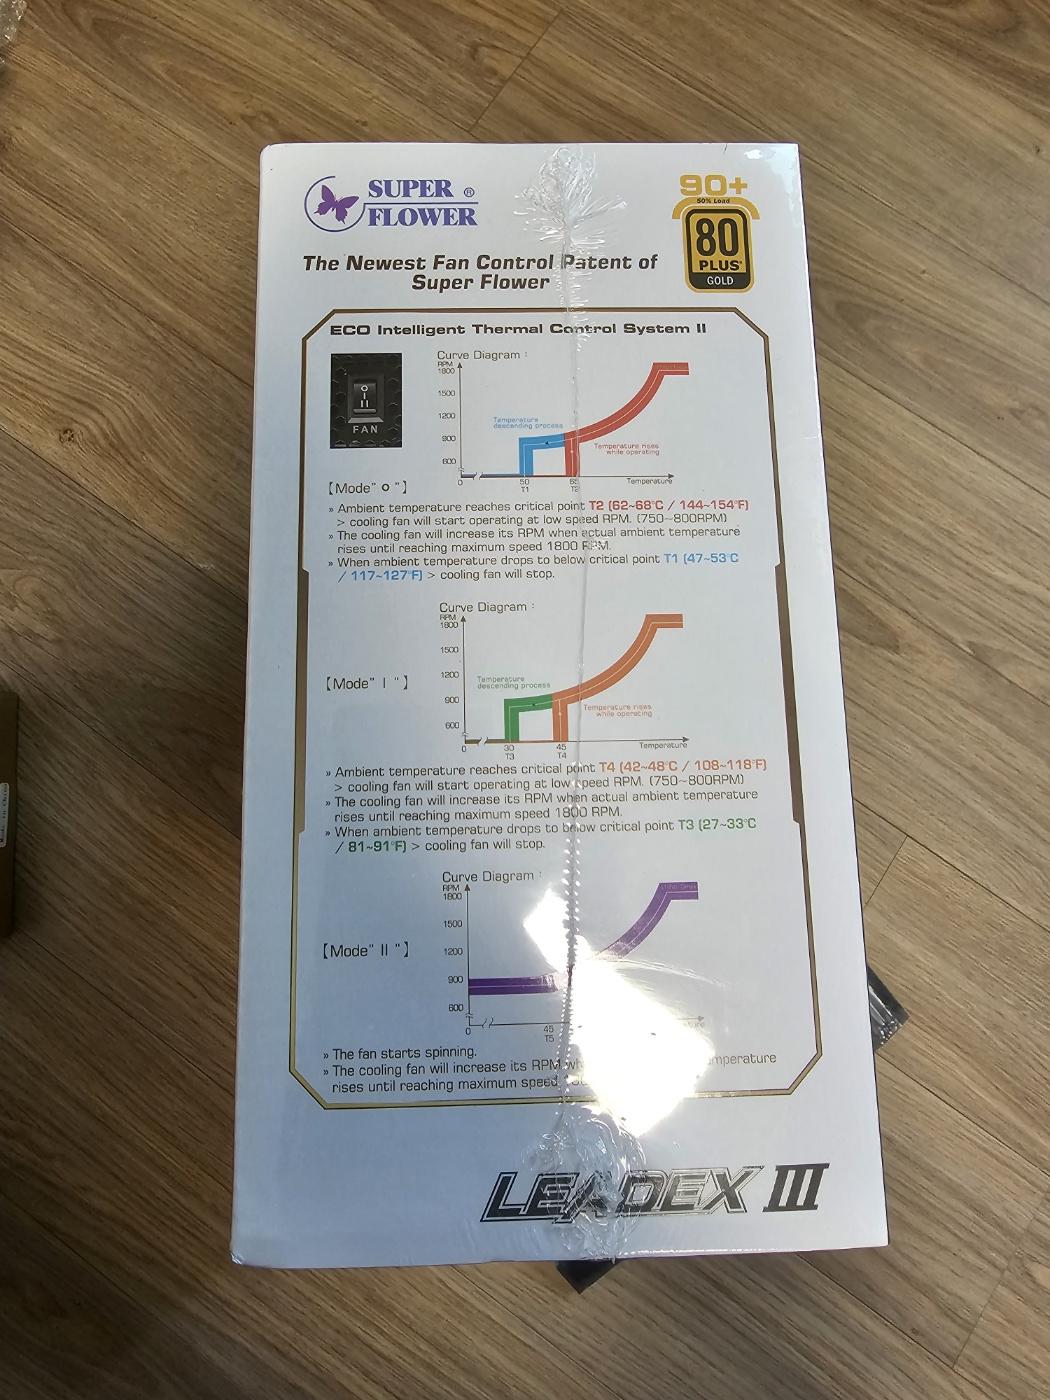 SUPER ®
FLOWER
90+
50% Load
80
PLUS
GOLD
The Newest Fan Control Patent of
Super Flower
ECO Intelligent Thermal Control System II
FAN
Curve Diagram :
RPM
1800
1500
1200
900
600
0
Temperature
descending process
Temperature rises
while operating
50
T1
65
T2
Temperature
【Mode" O "】
» Ambient temperature reaches critical point T2 (62~68°C / 144~154°F)
> cooling fan will start operating at low speed RPM. (750~800RPM)
» The cooling fan will increase its RPM when actual ambient temperature
rises until reaching maximum speed 1800 RPM.
» When ambient temperature drops to below critical point T1 (47~53°C
/ 117~127°F) > cooling fan will stop.
Curve Diagram :
RPM
1800
1500
1200
900
600
0
Temperature
descending process
Temperature rises
while operating
30
T3
45
T4
Temperature
【Mode" I "】
» Ambient temperature reaches critical point T4 (42~48°C / 108~118°F)
> cooling fan will start operating at low speed RPM. (750~800RPM)
» The cooling fan will increase its RPM when actual ambient temperature
rises until reaching maximum speed 1800 RPM.
» When ambient temperature drops to below critical point T3 (27~33°C
/ 81~91°F) > cooling fan will stop.
Curve Diagram :
RPM
1800
1500
1200
900
600
0
45
T5
【Mode" II "】
» The fan starts spinning.
» The cooling fan will increase its RPM temperature
rises until reaching maximum speed
LEADEX III